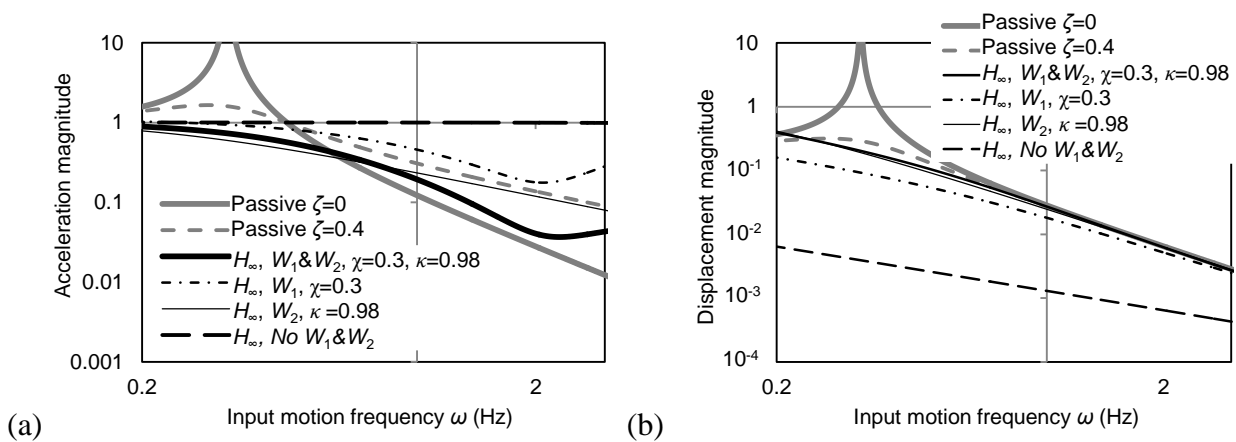 10
1
0.1
0.01
0.001
0.2
2
Acceleration magnitude
Input motion frequency ω (Hz)
Passive ζ=0
Passive ζ=0.4
H∞, W1&W2, χ=0.3, κ=0.98
H∞, W1, χ=0.3
H∞, W2, κ =0.98
H∞, No W1&W2
(a)
Passive ζ=0
Passive ζ=0.4
H∞, W1&W2, χ=0.3, κ=0.98
H∞, W1, χ=0.3
H∞, W2, κ=0.98
H∞, No W1&W2
10
1
10-1
10-2
10-3
10-4
0.2
2
Displacement magnitude
Input motion frequency ω (Hz)
(b)